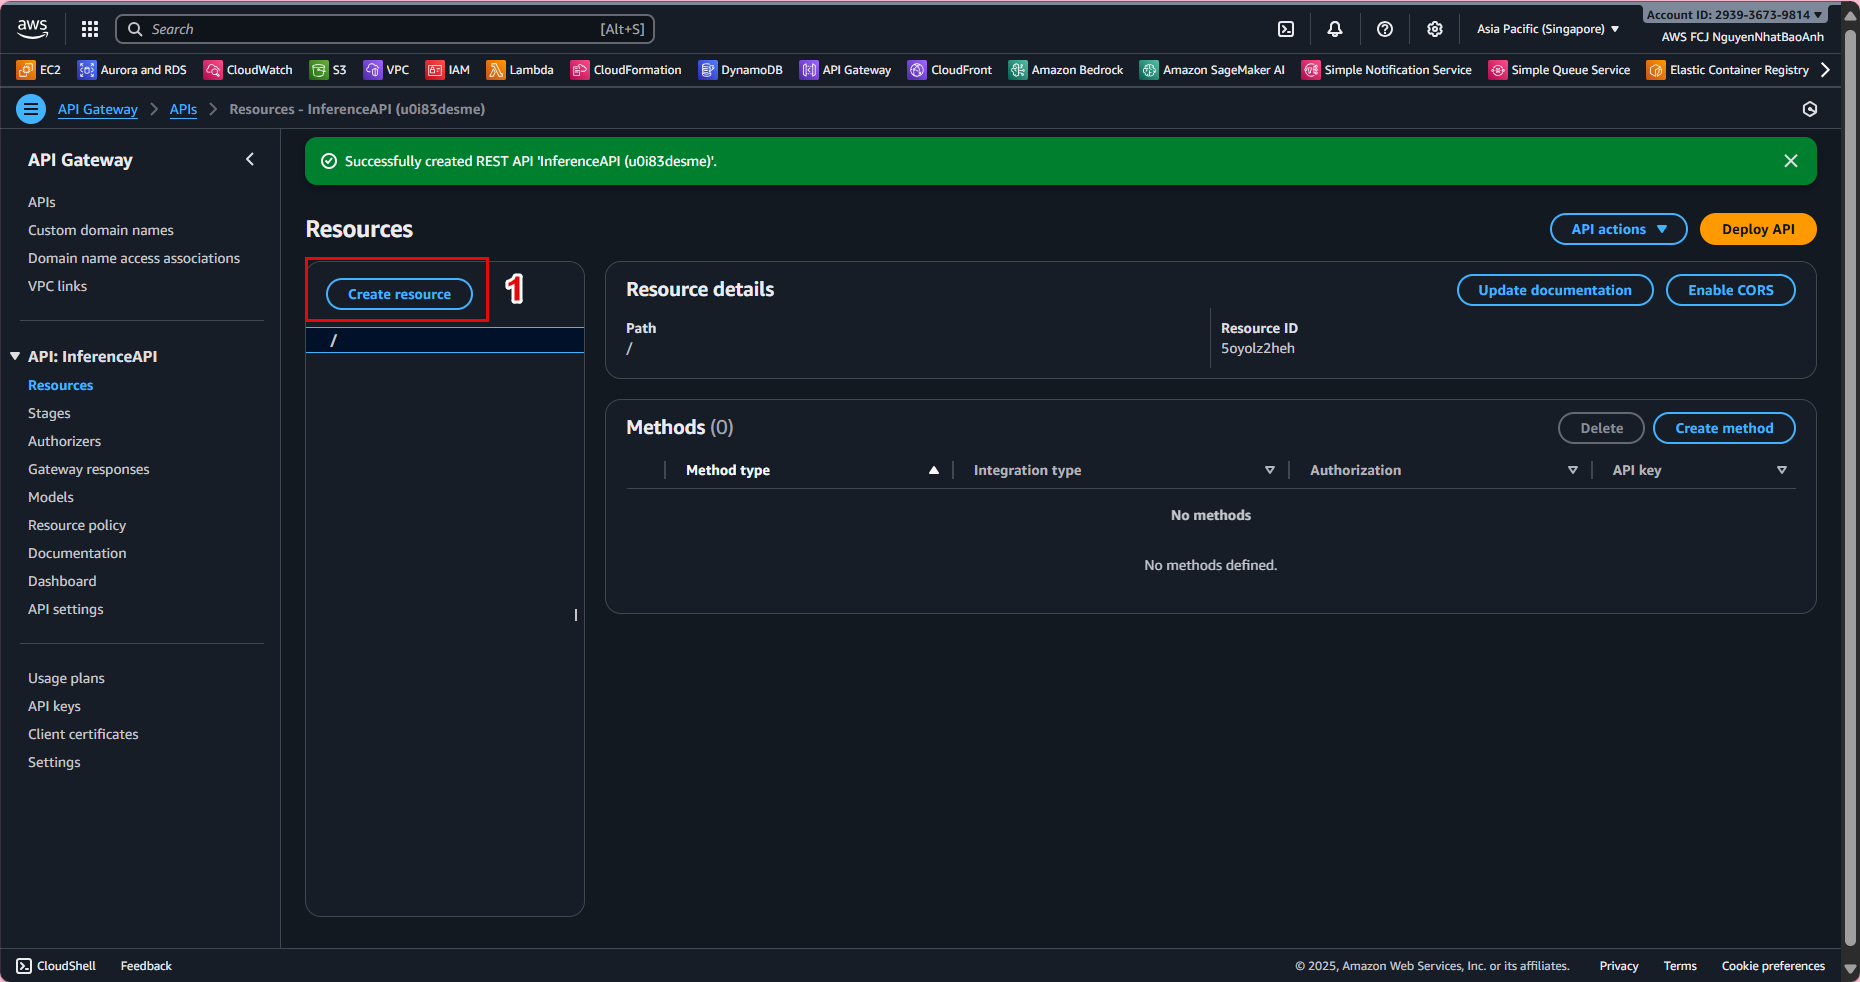 aws
Search [Alt+S]
Asia Pacific (Singapore) ▼
Account ID: 2939-3673-9814 ▼
AWS FCJ NguyenNhatBaoAnh
EC2 Aurora and RDS CloudWatch S3 VPC IAM Lambda CloudFormation DynamoDB API Gateway CloudFront Amazon Bedrock Amazon SageMaker AI Simple Notification Service Simple Queue Service Elastic Container Registry
API Gateway > APIs > Resources - InferenceAPI (u0i83desme)
API Gateway
APIs
Custom domain names
Domain name access associations
VPC links
API: InferenceAPI
Resources
Stages
Authorizers
Gateway responses
Models
Resource policy
Documentation
Dashboard
API settings
Usage plans
API keys
Client certificates
Settings
Successfully created REST API 'InferenceAPI (u0i83desme)'.
Resources
API actions ▼
Deploy API
Create resource
1
/
Resource details
Update documentation
Enable CORS
Path
/
Resource ID
5oyolz2heh
Methods (0)
Delete
Create method
Method type Integration type Authorization API key
No methods
No methods defined.
CloudShell Feedback
© 2025, Amazon Web Services, Inc. or its affiliates. Privacy Terms Cookie preferences